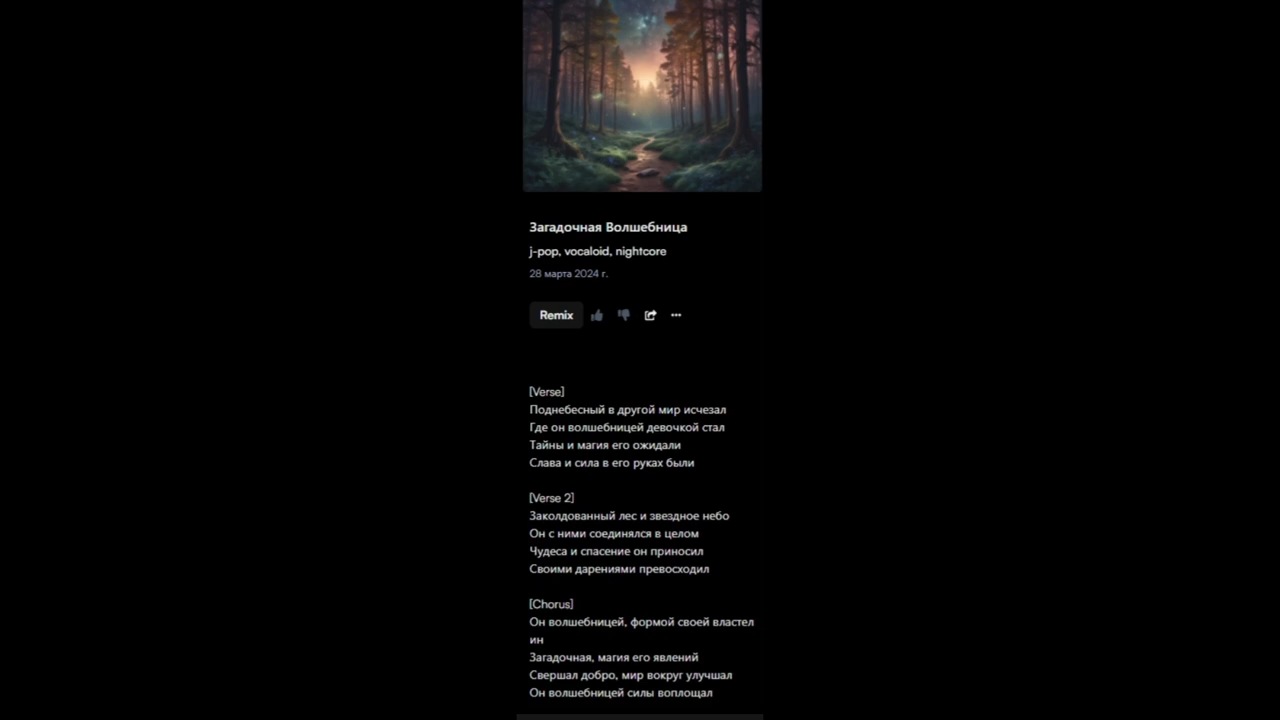 Загадочная Волшебница
j-pop, vocaloid, nightcore
28 марта 2024 г.
Remix
[Verse]
Поднебесный в другой мир исчезал
Где он волшебницей девочкой стал
Тайны и магия его ожидали
Слава и сила в его руках были
[Verse 2]
Заколдованный лес и звездное небо
Он с ними соединялся в целом
Чудеса и спасение он приносил
Своими дарениями превосходил
[Chorus]
Он волшебницей, формой своей властел
ин
Загадочная, магия его явлений
Свершал добро, мир вокруг улучшал
Он волшебницей силы воплощал